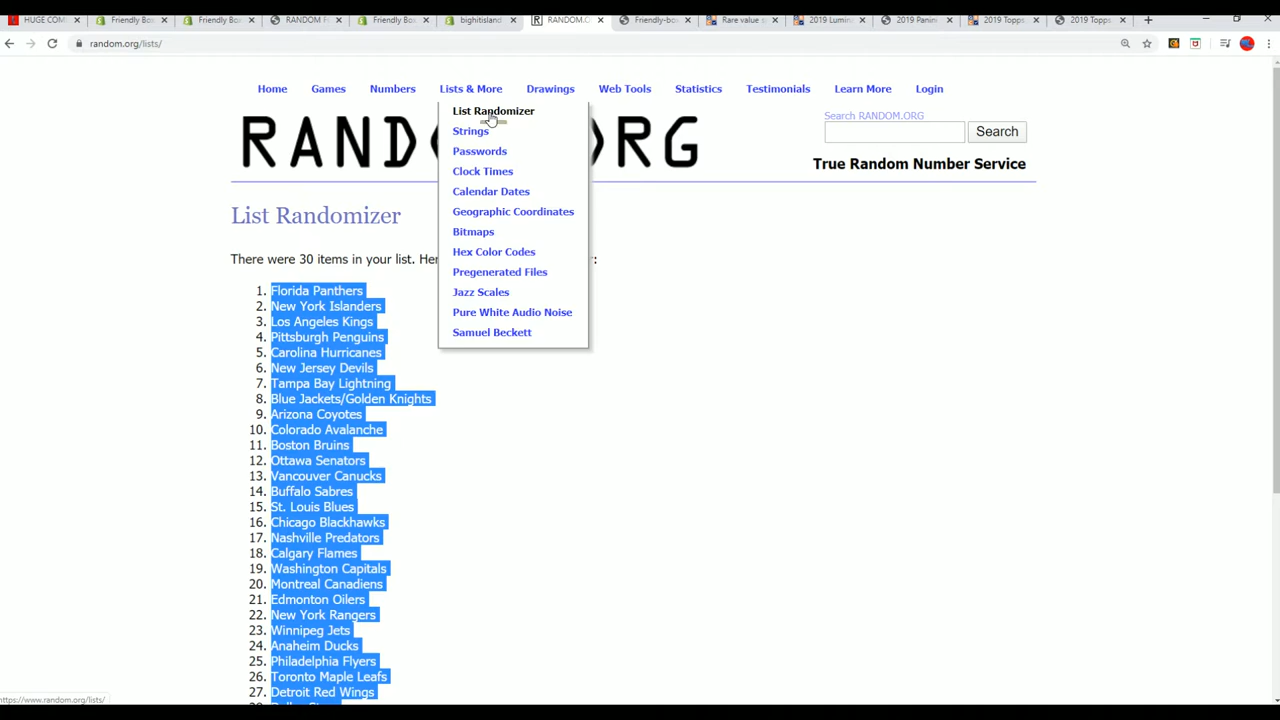 HUGE COM
Friendly Bo
Friendly Bo
RANDOM F
Friendly Bo
bighitisland
RANDOM.O
Friendly-bo
Rare value s
2019 Lumin
2019 Panin
2019 Topps
2019 Topps
random.org/lists/
Home Games Numbers Lists & More Drawings Web Tools Statistics Testimonials Learn More Login
List Randomizer
Strings
Passwords
Clock Times
Calendar Dates
Geographic Coordinates
Bitmaps
Hex Color Codes
Pregenerated Files
Jazz Scales
Pure White Audio Noise
Samuel Beckett
RAND RG
Search RANDOM.ORG
Search
True Random Number Service
List Randomizer
There were 30 items in your list. Her :
1. Florida Panthers
2. New York Islanders
3. Los Angeles Kings
4. Pittsburgh Penguins
5. Carolina Hurricanes
6. New Jersey Devils
7. Tampa Bay Lightning
8. Blue Jackets/Golden Knights
9. Arizona Coyotes
10. Colorado Avalanche
11. Boston Bruins
12. Ottawa Senators
13. Vancouver Canucks
14. Buffalo Sabres
15. St. Louis Blues
16. Chicago Blackhawks
17. Nashville Predators
18. Calgary Flames
19. Washington Capitals
20. Montreal Canadiens
21. Edmonton Oilers
22. New York Rangers
23. Winnipeg Jets
24. Anaheim Ducks
25. Philadelphia Flyers
26. Toronto Maple Leafs
27. Detroit Red Wings
https://www.random.org/lists/